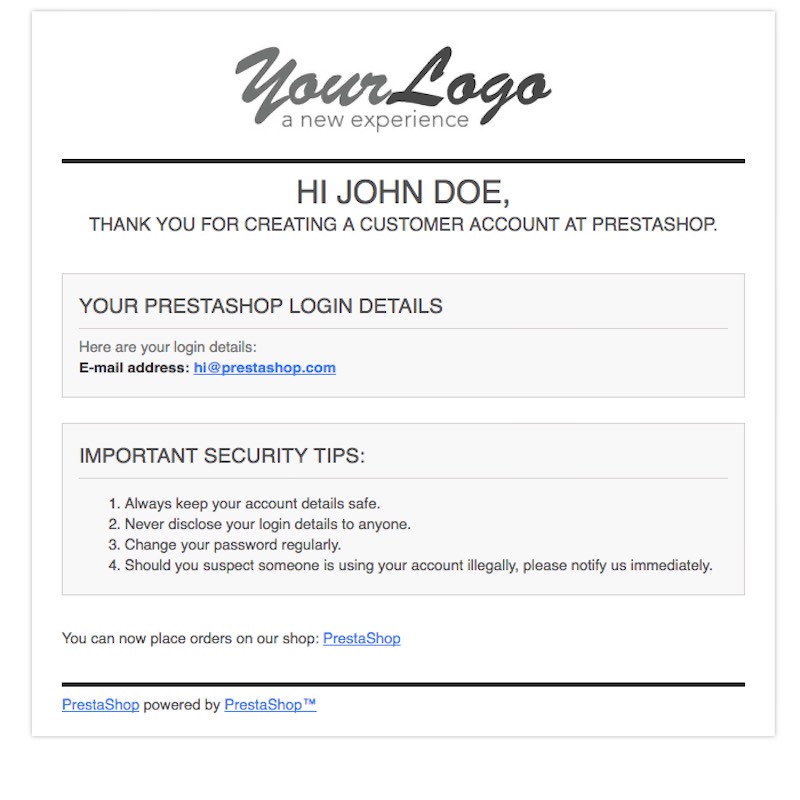 YourLogo
a new experience
HI JOHN DOE,
THANK YOU FOR CREATING A CUSTOMER ACCOUNT AT PRESTASHOP.
YOUR PRESTASHOP LOGIN DETAILS
Here are your login details:
E-mail address: hi@prestashop.com
IMPORTANT SECURITY TIPS:
1. Always keep your account details safe.
2. Never disclose your login details to anyone.
3. Change your password regularly.
4. Should you suspect someone is using your account illegally, please notify us immediately.
You can now place orders on our shop: PrestaShop
PrestaShop powered by PrestaShop™